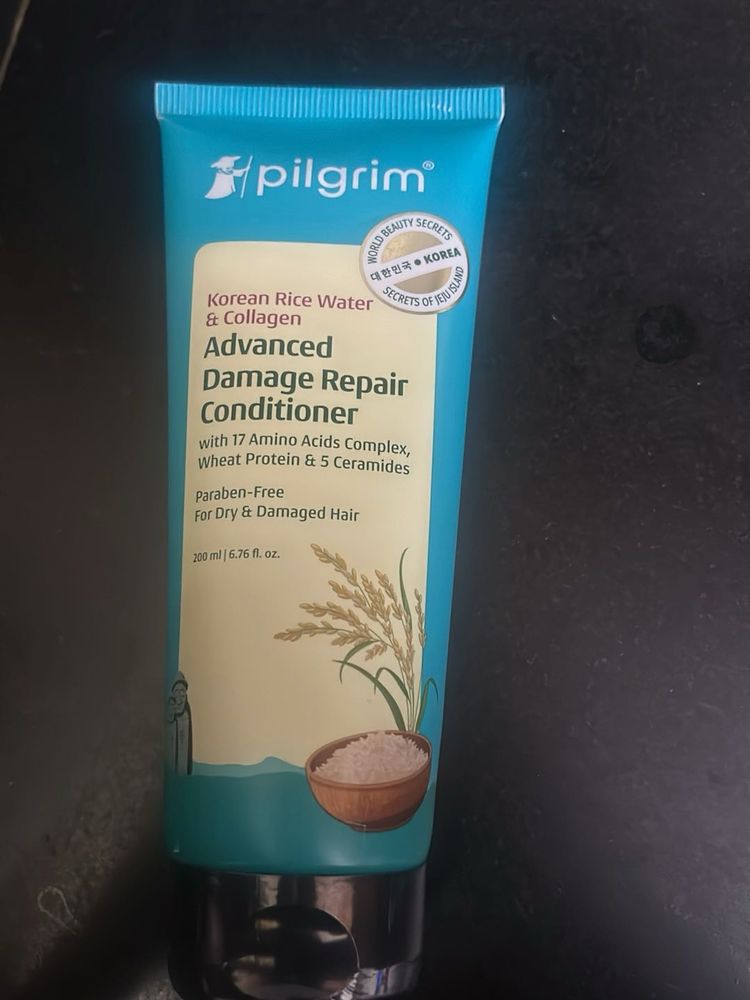 pilgrim®
WORLD BEAUTY SECRETS
대한민국 • KOREA
SECRETS OF JEJU ISLAND
Korean Rice Water
& Collagen
Advanced
Damage Repair
Conditioner
with 17 Amino Acids Complex,
Wheat Protein & 5 Ceramides
Paraben-Free
For Dry & Damaged Hair
200 ml | 6.76 fl. oz.